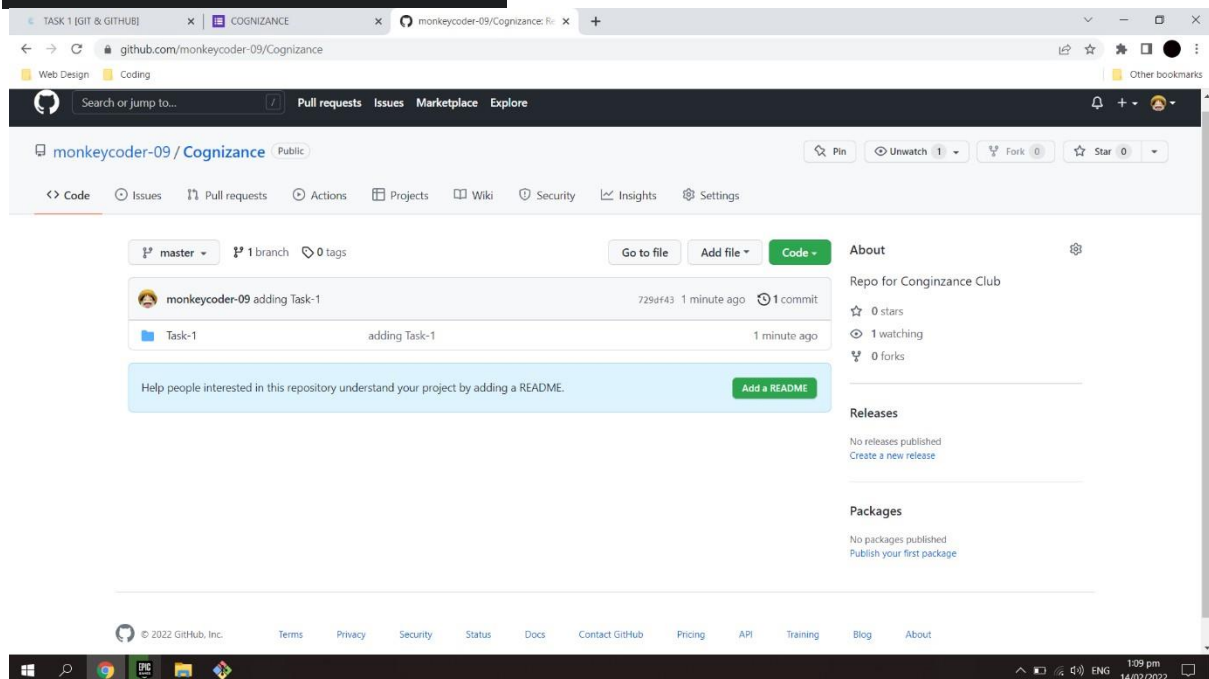 TASK 1 [GIT & GITHUB]
COGNIZANCE
monkeycoder-09/Cognizance: Re
github.com/monkeycoder-09/Cognizance
Web Design Coding Other bookmarks
Search or jump to... / Pull requests Issues Marketplace Explore
monkeycoder-09 / Cognizance Public Pin Unwatch 1 Fork 0 Star 0
Code Issues Pull requests Actions Projects Wiki Security Insights Settings
master 1 branch 0 tags Go to file Add file Code
monkeycoder-09 adding Task-1 729df43 1 minute ago 1 commit
Task-1 adding Task-1 1 minute ago
Help people interested in this repository understand your project by adding a README. Add a README
About
Repo for Conginzance Club
0 stars
1 watching
0 forks
Releases
No releases published
Create a new release
Packages
No packages published
Publish your first package
© 2022 GitHub, Inc. Terms Privacy Security Status Docs Contact GitHub Pricing API Training Blog About
EPIC
ENG 1:09 pm
14/02/2022